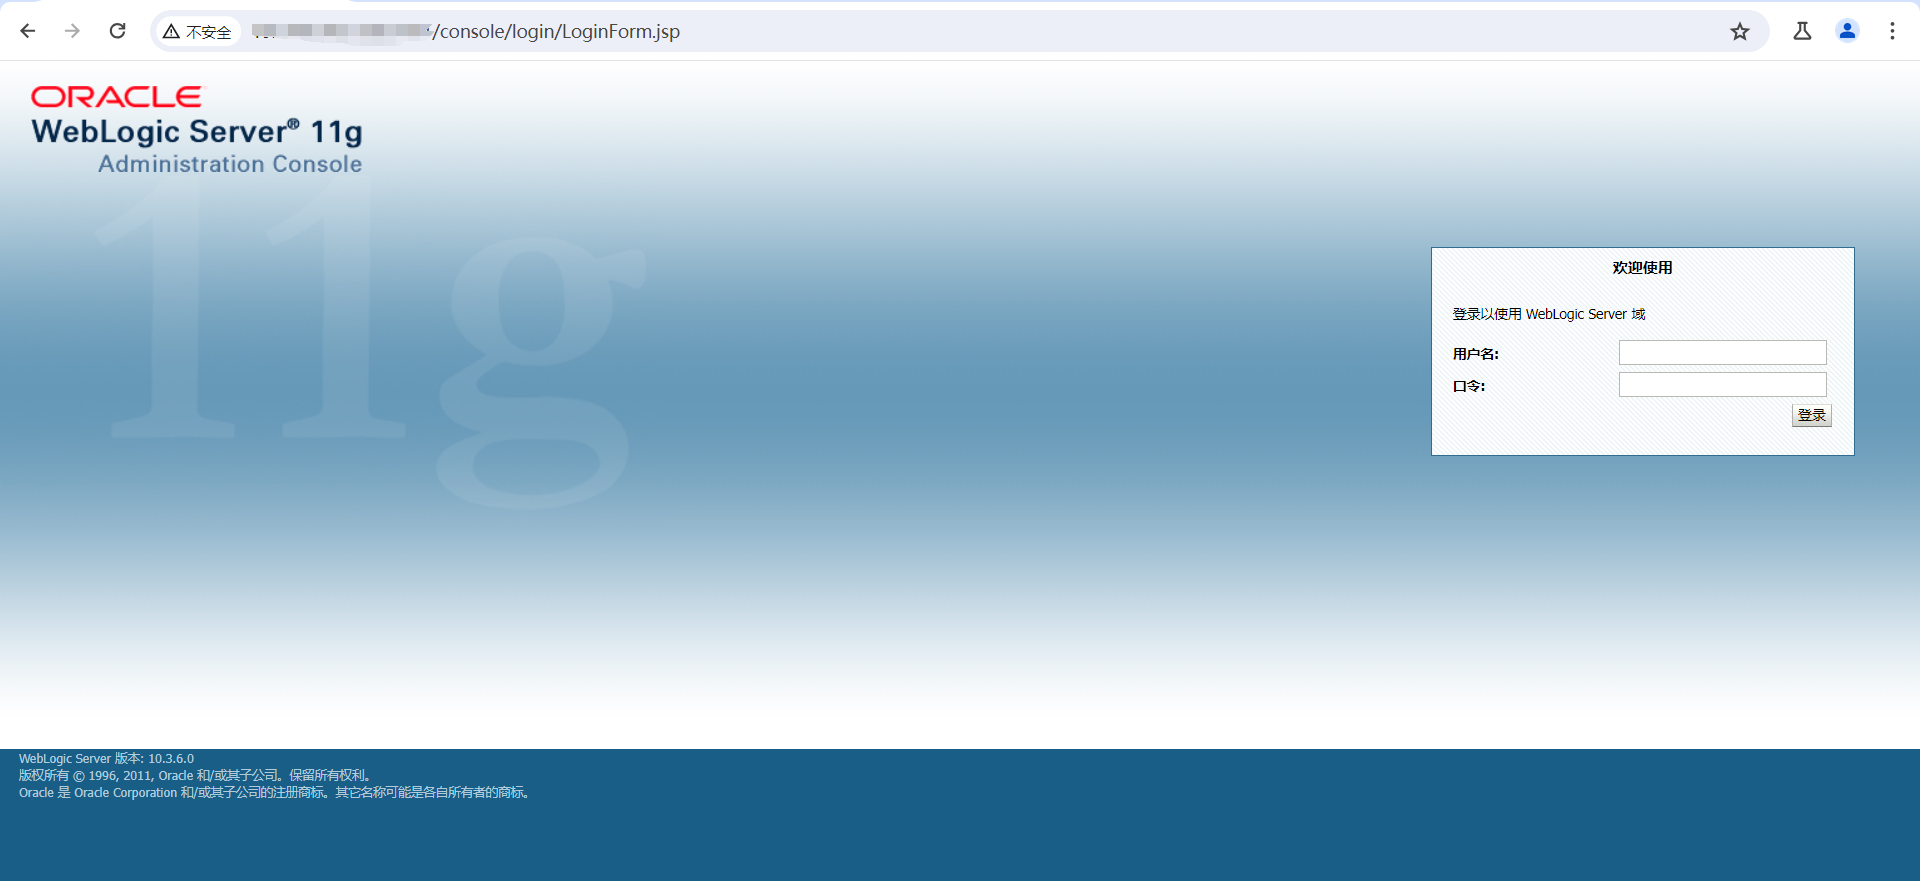 不安全 /console/login/LoginForm.jsp
ORACLE
WebLogic Server® 11g
Administration Console
11g
欢迎使用
登录以使用 WebLogic Server 域
用户名:
口令:
登录
WebLogic Server 版本: 10.3.6.0
版权所有 © 1996, 2011, Oracle 和/或其子公司。保留所有权利。
Oracle 是 Oracle Corporation 和/或其子公司的注册商标。其它名称可能是各自所有者的商标。